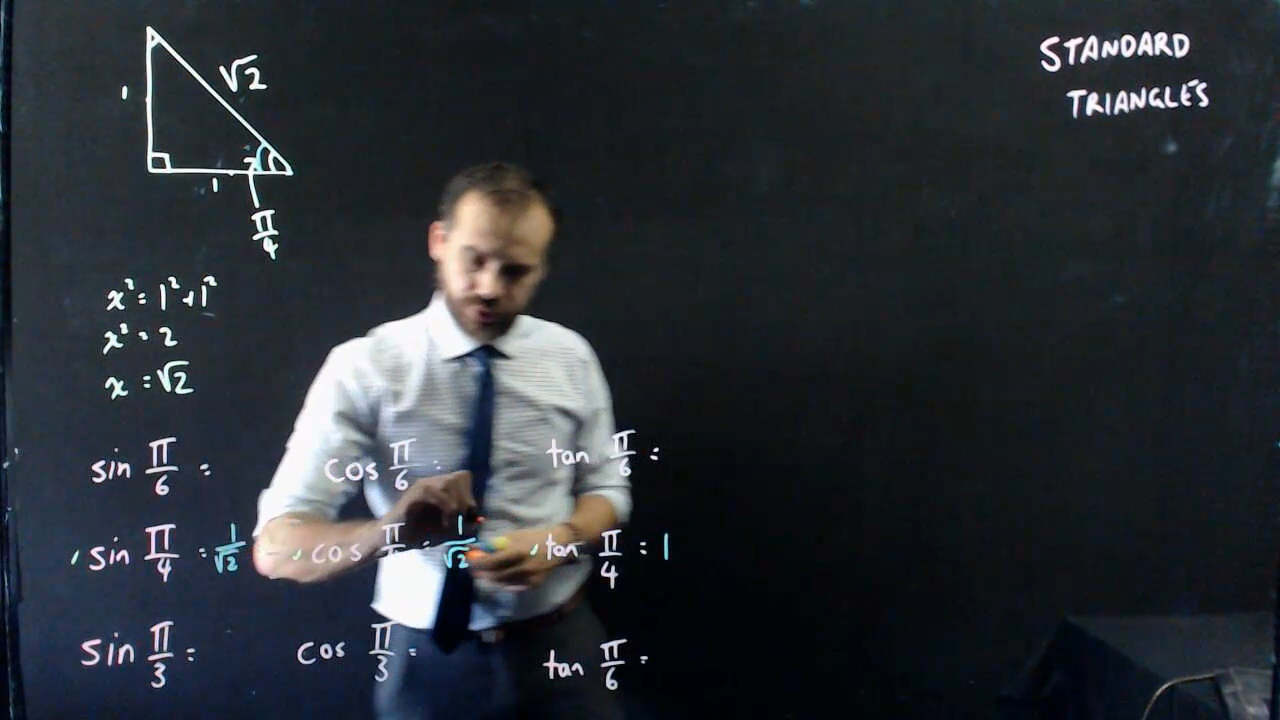 STANDARD
TRIANGLES
√2
1
1
π/4
x² = 1² + 1²
x² = 2
x = √2
sin π/6 =
cos π/6 =
tan π/6 =
sin π/4 = 1/√2
cos π/ = 1/√2
tan π/4 = 1
sin π/3 =
cos π/3 =
tan π/6 =